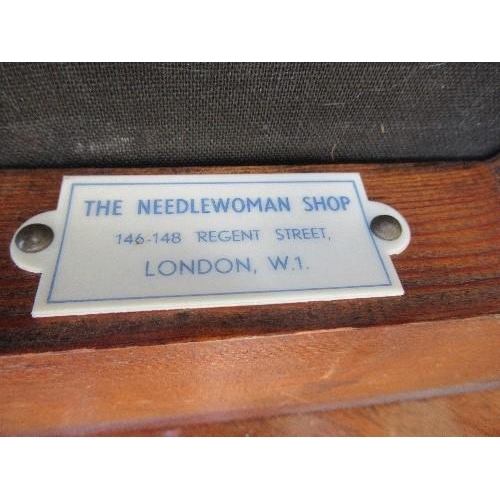 THE NEEDLEWOMAN SHOP
146-148 REGENT STREET,
LONDON, W.1.